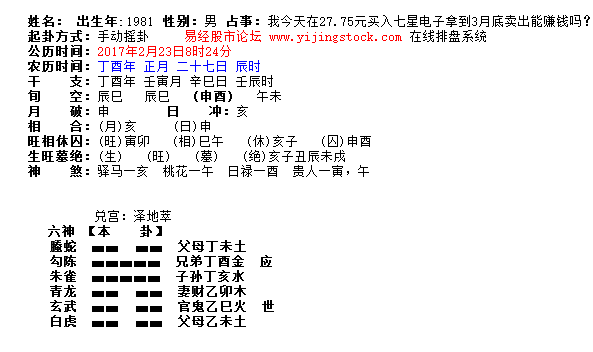 姓名: 出生年:1981 性别:男 占事:我今天在27.75元买入七星电子拿到3月底卖出能赚钱吗?
起卦方式:手动摇卦 易经股市论坛 www.yijingstock.com 在线排盘系统
公历时间:2017年2月23日8时24分
农历时间:丁酉年 正月 二十七日 辰时
干 支:丁酉年 壬寅月 辛巳日 壬辰时
旬 空:辰巳 辰巳 (申酉) 午未
月 破:申 日 冲:亥
相 合:(月)亥 (日)申
旺相休囚:(旺)寅卯 (相)巳午 (休)亥子 (囚)申酉
生旺墓绝:(生) (旺) (墓) (绝)亥子丑辰未戌
神 煞:驿马—亥 桃花—午 日禄—酉 贵人—寅,午
兑宫:泽地萃
六神 【本 卦】
螣蛇 父母丁未土
勾陈 兄弟丁酉金 应
朱雀 子孙丁亥水
青龙 妻财乙卯木
玄武 官鬼乙巳火 世
白虎 父母乙未土